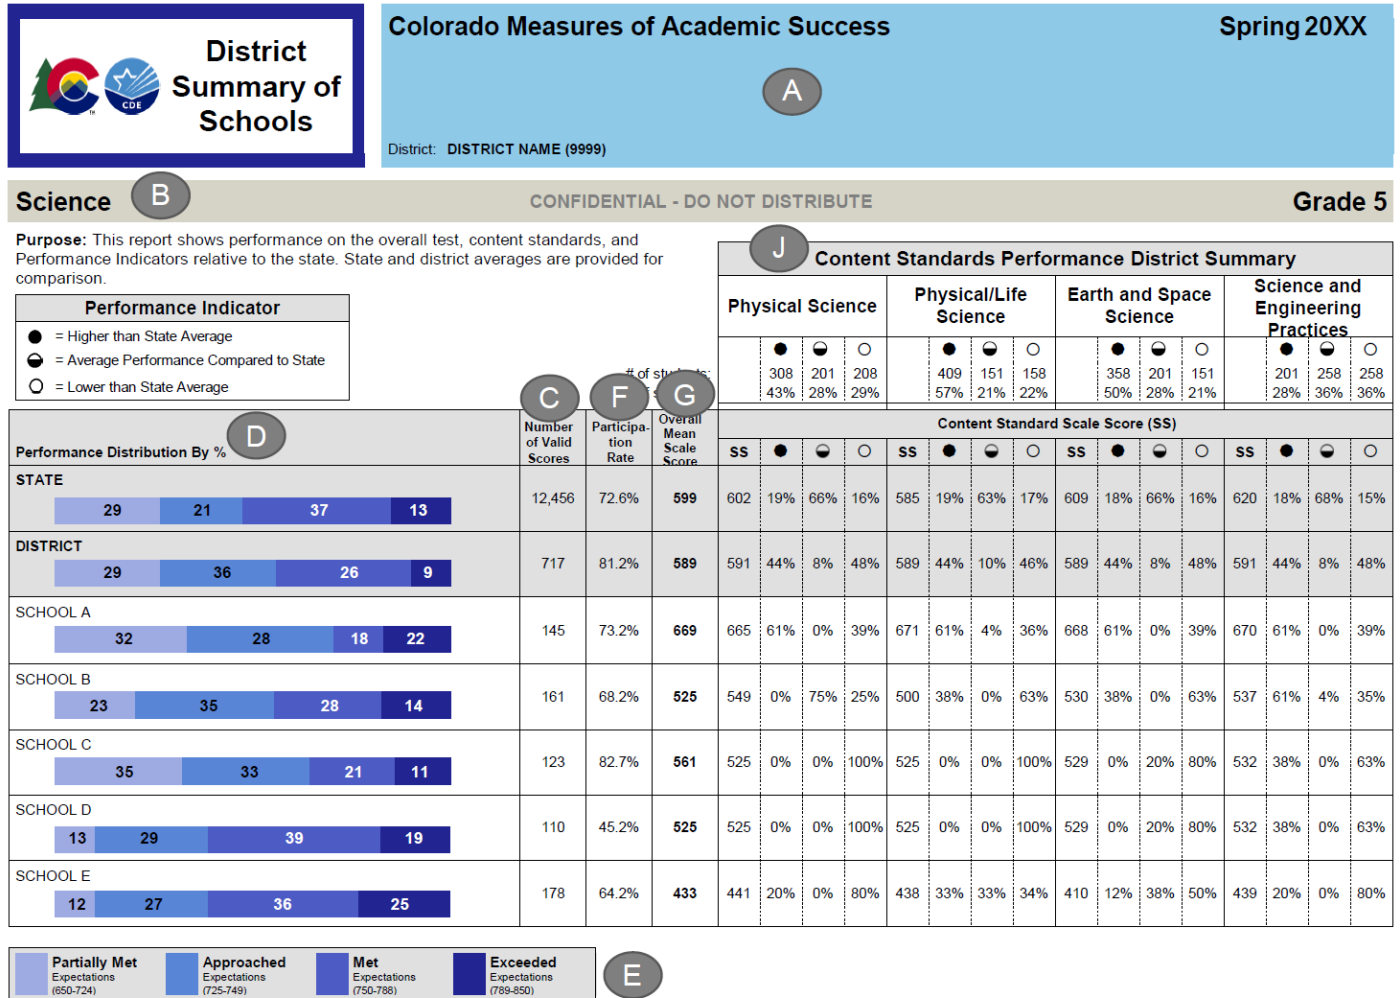 District
Summary of
Schools
CDE
TM
Colorado Measures of Academic Success
Spring 20XX
A
District: DISTRICT NAME (9999)
Science
B
CONFIDENTIAL - DO NOT DISTRIBUTE
Grade 5
Purpose: This report shows performance on the overall test, content standards, and
Performance Indicators relative to the state. State and district averages are provided for
comparison.
Performance Indicator
= Higher than State Average
= Average Performance Compared to State
= Lower than State Average
J
Content Standards Performance District Summary
Physical Science
Physical/Life
Science
Earth and Space
Science
Science and
Engineering
Practices
# of students:
308 201 208 409 151 158 358 201 151 201 258 258
43% 28% 29% 57% 21% 22% 50% 28% 21% 28% 36% 36%
C
F
G
D
Performance Distribution By %
Number
of Valid
Scores
Participa-
tion
Rate
Overall
Mean
Scale
Score
Content Standard Scale Score (SS)
SS SS SS SS
STATE
29 21 37 13 12,456 72.6% 599 602 19% 66% 16% 585 19% 63% 17% 609 18% 66% 16% 620 18% 68% 15%
DISTRICT
29 36 26 9 717 81.2% 589 591 44% 8% 48% 589 44% 10% 46% 589 44% 8% 48% 591 44% 8% 48%
SCHOOL A
32 28 18 22 145 73.2% 669 665 61% 0% 39% 671 61% 4% 36% 668 61% 0% 39% 670 61% 0% 39%
SCHOOL B
23 35 28 14 161 68.2% 525 549 0% 75% 25% 500 38% 0% 63% 530 38% 0% 63% 537 61% 4% 35%
SCHOOL C
35 33 21 11 123 82.7% 561 525 0% 0% 100% 525 0% 0% 100% 529 0% 20% 80% 532 38% 0% 63%
SCHOOL D
13 29 39 19 110 45.2% 525 525 0% 0% 100% 525 0% 0% 100% 529 0% 20% 80% 532 38% 0% 63%
SCHOOL E
12 27 36 25 178 64.2% 433 441 20% 0% 80% 438 33% 33% 34% 410 12% 38% 50% 439 20% 0% 80%
Partially Met
Expectations
(650-724)
Approached
Expectations
(725-749)
Met
Expectations
(750-788)
Exceeded
Expectations
(789-850)
E